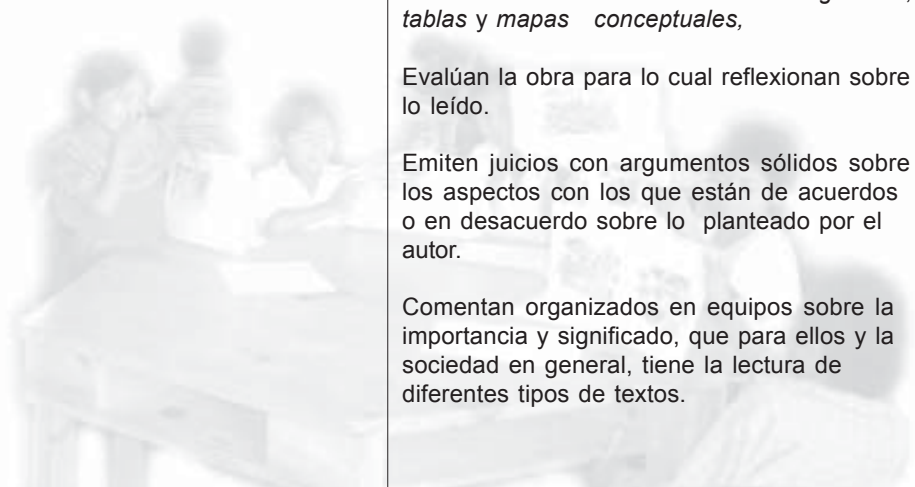 tablas y mapas conceptuales,
Evalúan la obra para lo cual reflexionan sobre
lo leído.
Emiten juicios con argumentos sólidos sobre
los aspectos con los que están de acuerdos
o en desacuerdo sobre lo planteado por el
autor.
Comentan organizados en equipos sobre la
importancia y significado, que para ellos y la
sociedad en general, tiene la lectura de
diferentes tipos de textos.